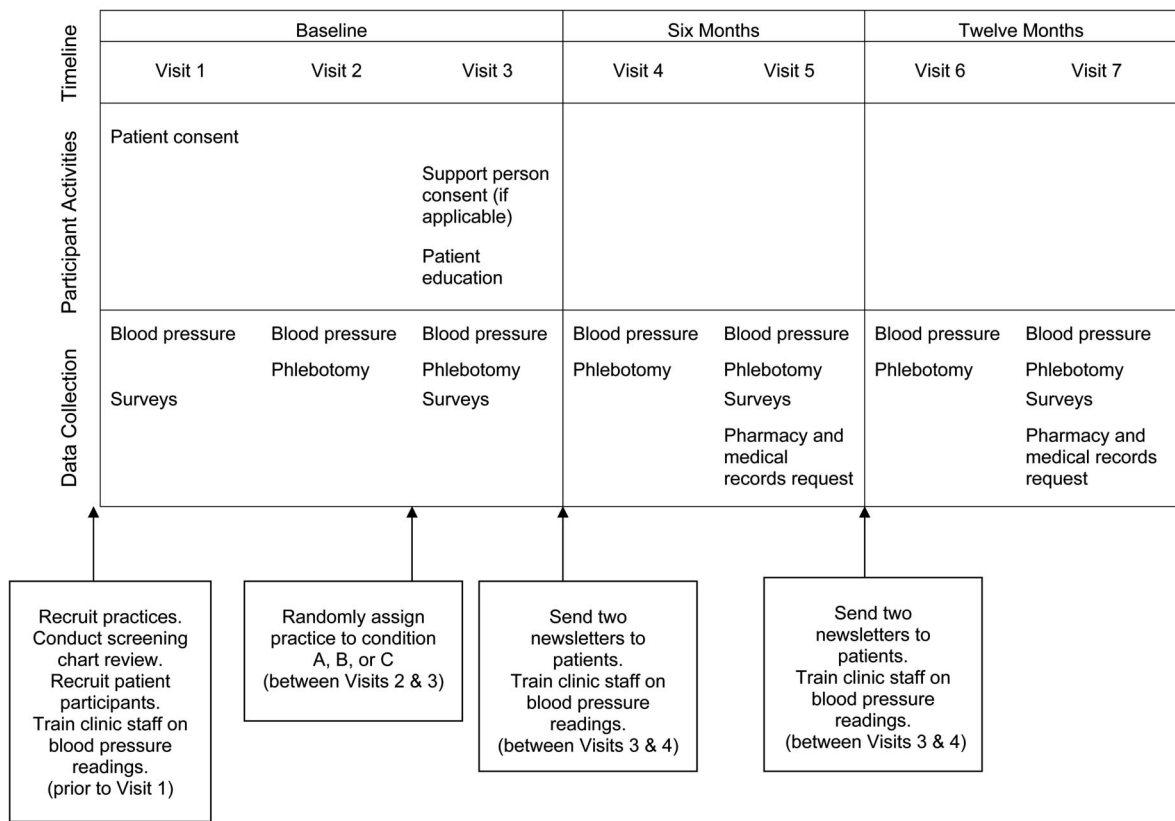 Timeline
Baseline
Six Months
Twelve Months
Visit 1
Visit 2
Visit 3
Visit 4
Visit 5
Visit 6
Visit 7
Participant Activities
Patient consent
Support person
consent (if
applicable)
Patient
education
Data Collection
Blood pressure
Blood pressure
Blood pressure
Blood pressure
Blood pressure
Blood pressure
Blood pressure
Phlebotomy
Phlebotomy
Phlebotomy
Phlebotomy
Phlebotomy
Phlebotomy
Surveys
Surveys
Surveys
Surveys
Pharmacy and
medical
records request
Pharmacy and
medical records
request
Recruit practices.
Conduct screening
chart review.
Recruit patient
participants.
Train clinic staff on
blood pressure
readings.
(prior to Visit 1)
Randomly assign
practice to condition
A, B, or C
(between Visits 2 & 3)
Send two
newsletters to
patients.
Train clinic staff on
blood pressure
readings.
(between Visits 3 & 4)
Send two
newsletters to
patients.
Train clinic staff on
blood pressure
readings.
(between Visits 3 & 4)